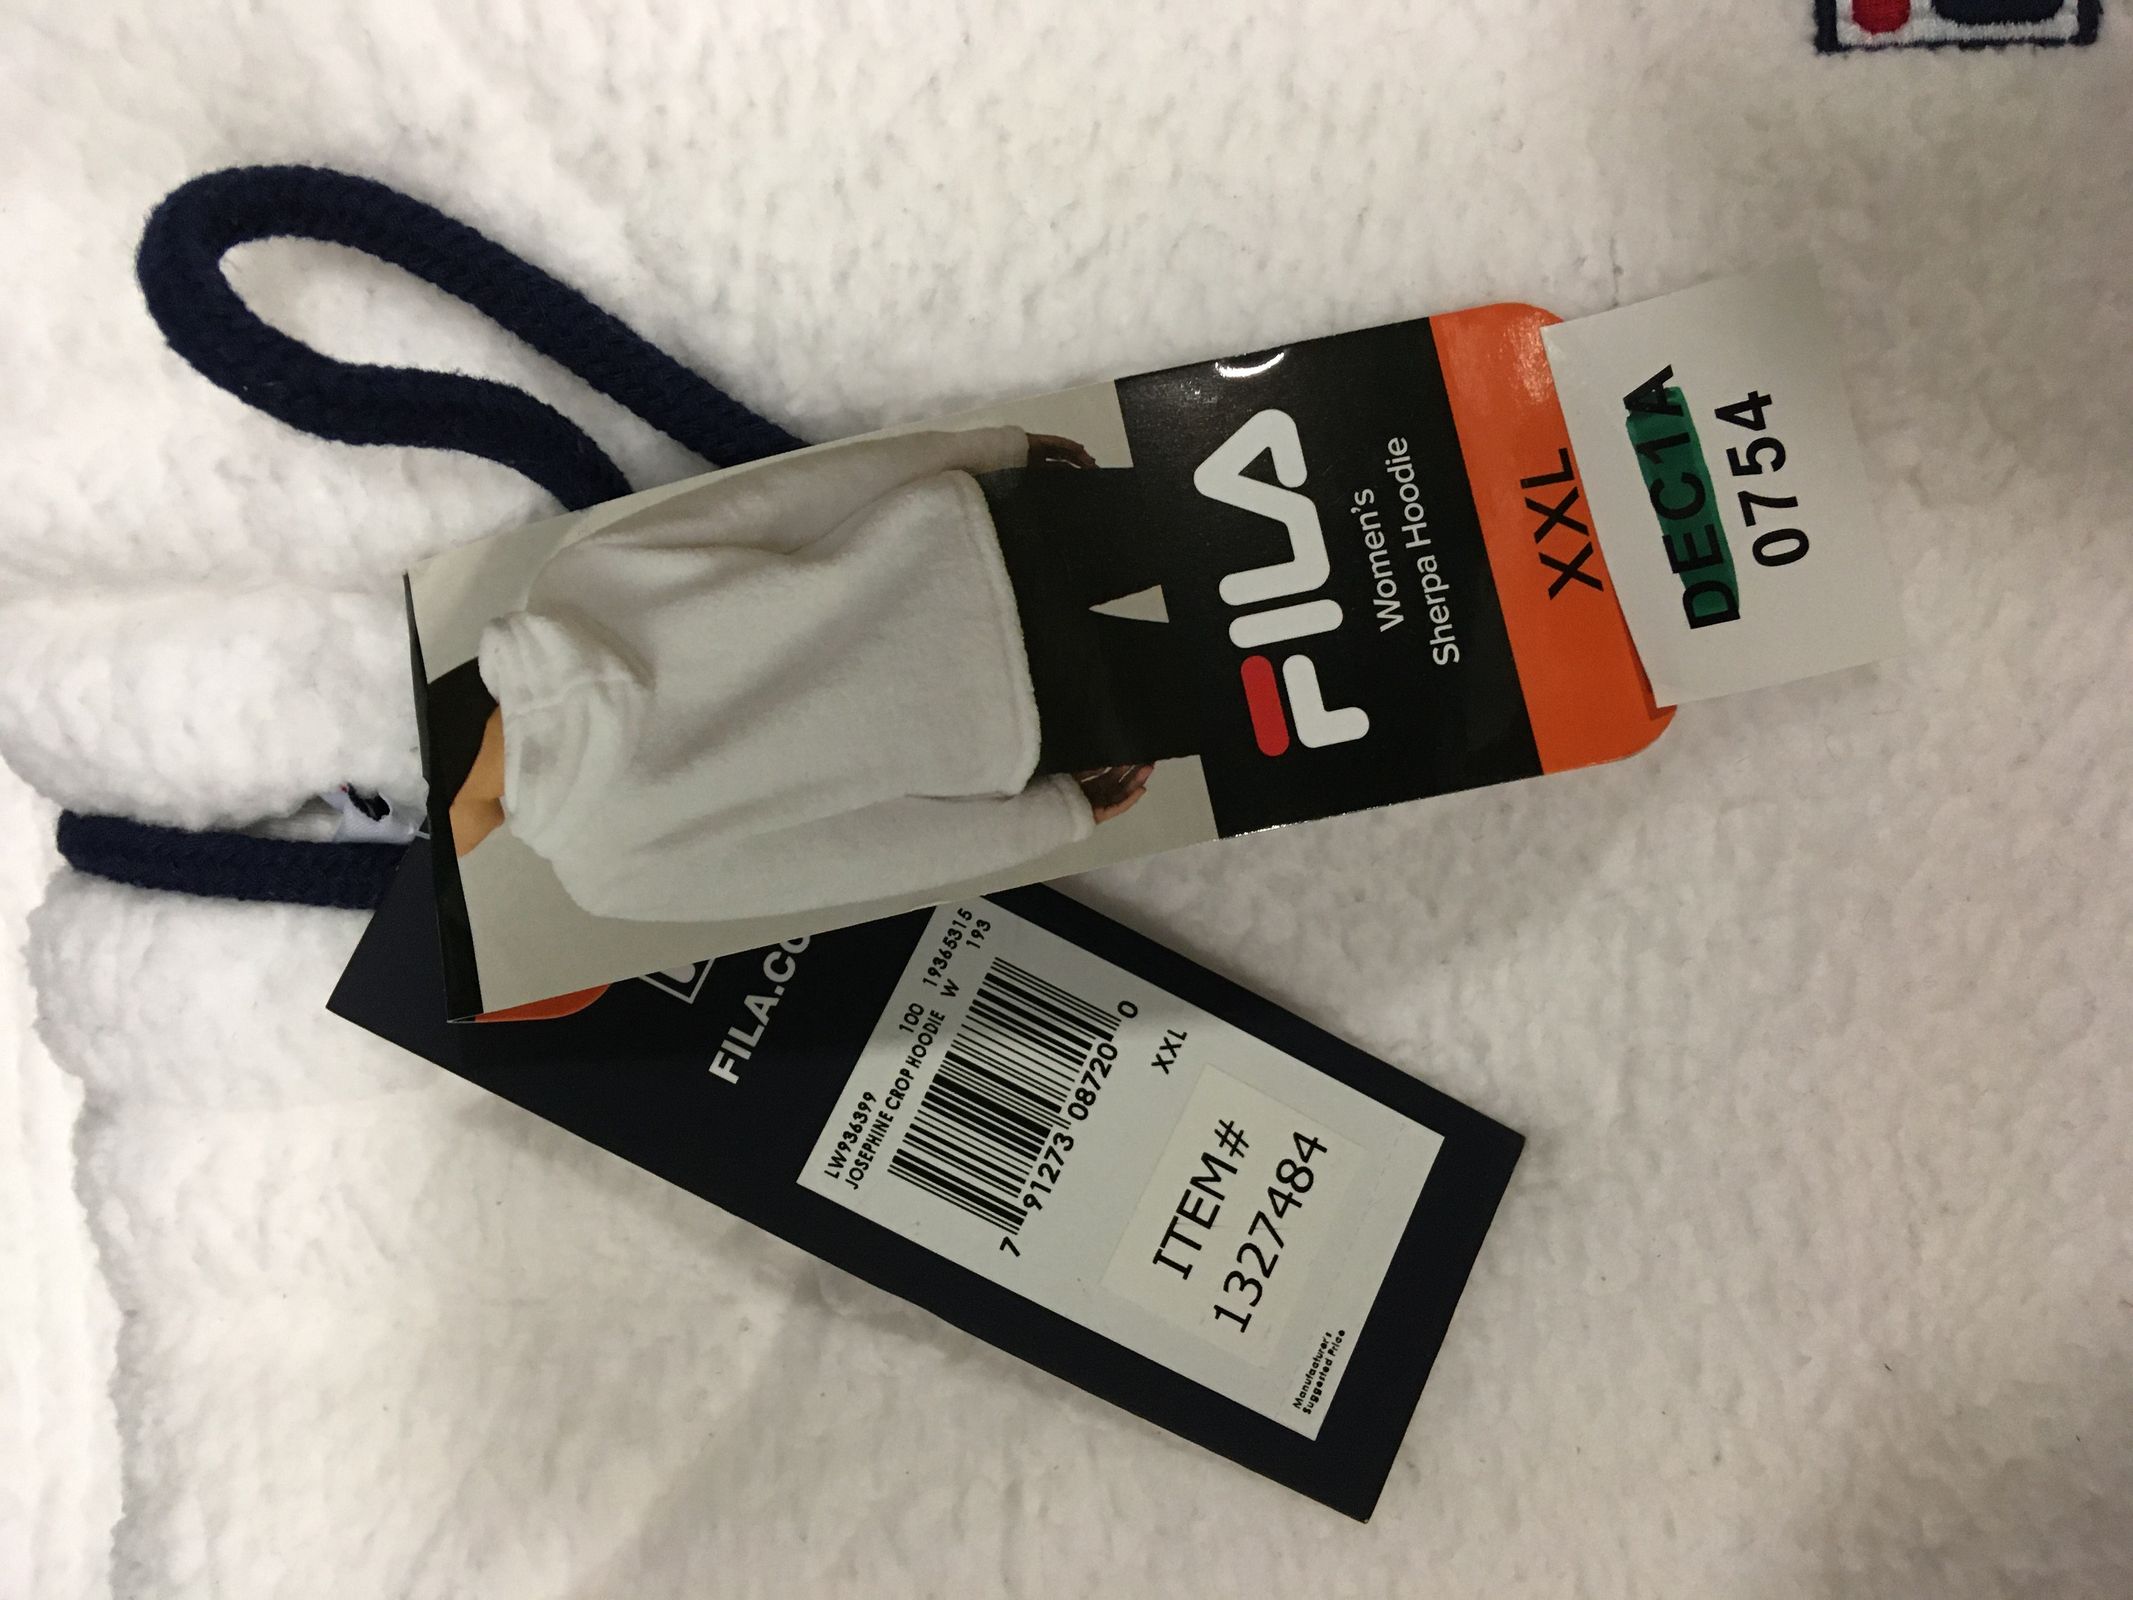 FILA
Women's
Sherpa Hoodie
XXL
DEC1A
0754
FILA.CO
LW936399 100 19365315
JOSEPHINE CROP HOODIE W 193
7 91273 08720 0
XXL
ITEM#
1327484
Manufacturer's
Suggested Price